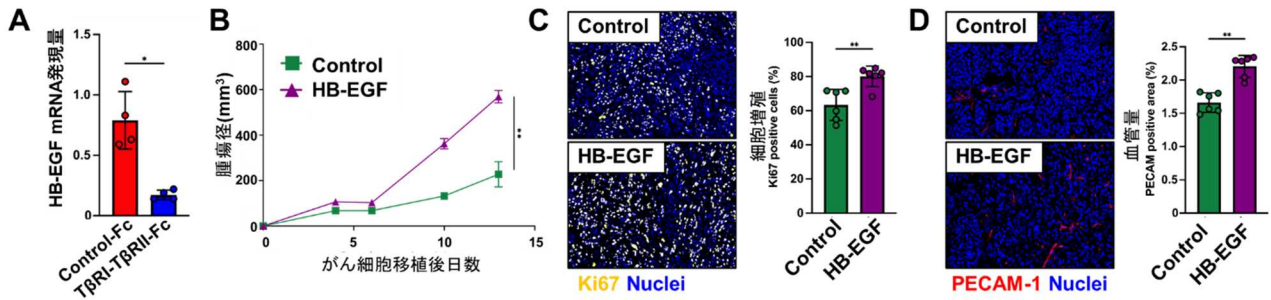 A
HB-EGF mRNA発現量
1.5
1.0
0.5
0.0
*
Control-Fc
TβRI-TβRII-Fc
B
腫瘍径(mm³)
800
600
400
200
0
Control
HB-EGF
**
0
5
10
15
がん細胞移植後日数
C
Control
HB-EGF
Ki67 Nuclei
細胞増殖
Ki67 positive cells (%)
100
80
60
40
20
0
**
Control
HB-EGF
D
Control
HB-EGF
PECAM-1 Nuclei
血管量
PECAM positive area (%)
2.5
2.0
1.5
1.0
0.5
0
**
Control
HB-EGF